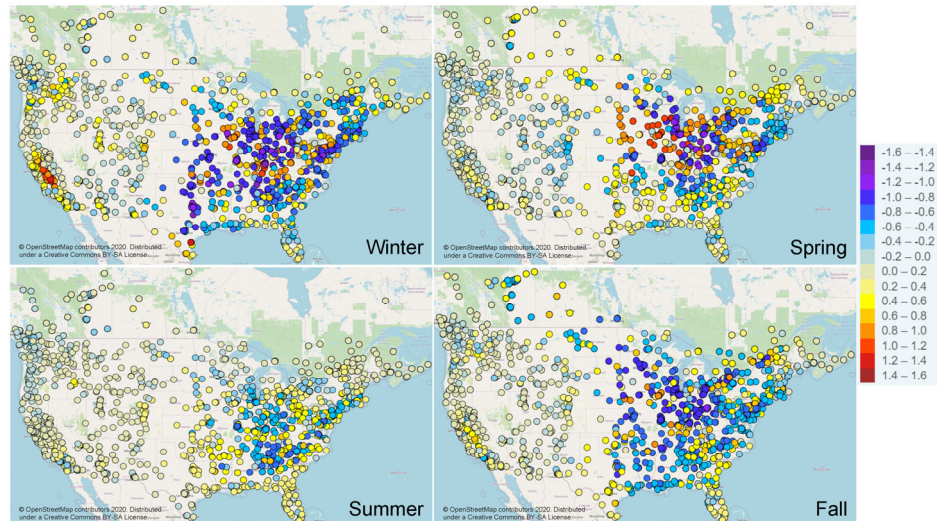 © OpenStreetMap contributors 2020. Distributed
under a Creative Commons BY-SA License
Winter
© OpenStreetMap contributors 2020. Distributed
under a Creative Commons BY-SA License
Spring
-1.6 – -1.4
-1.4 – -1.2
-1.2 – -1.0
-1.0 – -0.8
-0.8 – -0.6
-0.6 – -0.4
-0.4 – -0.2
-0.2 – 0.0
0.0 – 0.2
0.2 – 0.4
0.4 – 0.6
0.6 – 0.8
0.8 – 1.0
1.0 – 1.2
1.2 – 1.4
1.4 – 1.6
© OpenStreetMap contributors 2020. Distributed
under a Creative Commons BY-SA License
Summer
© OpenStreetMap contributors 2020. Distributed
under a Creative Commons BY-SA License
Fall